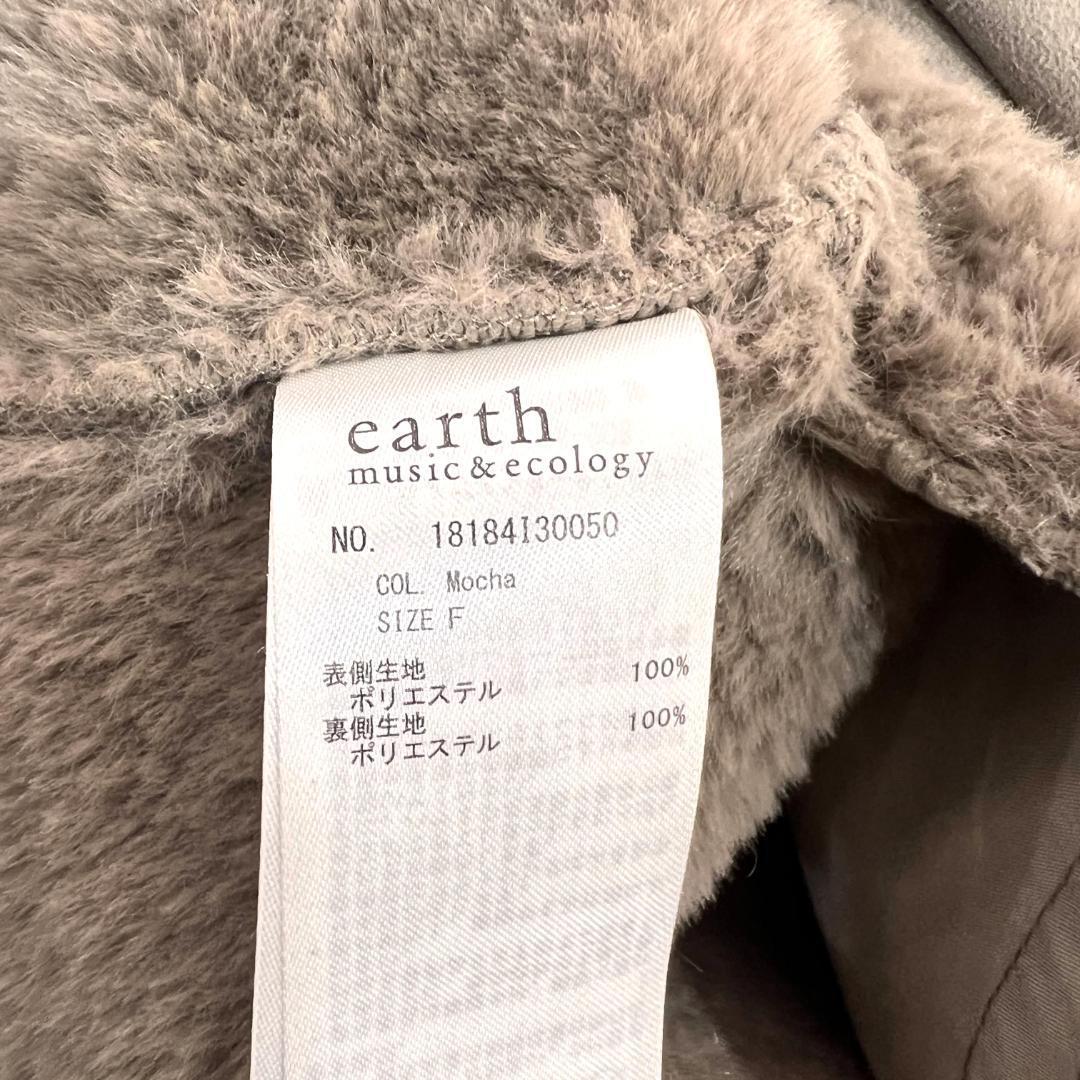 earth
music & ecology
NO. 18184I30050
COL. Mocha
SIZE F
表側生地
ポリエステル 100%
裏側生地
ポリエステル 100%